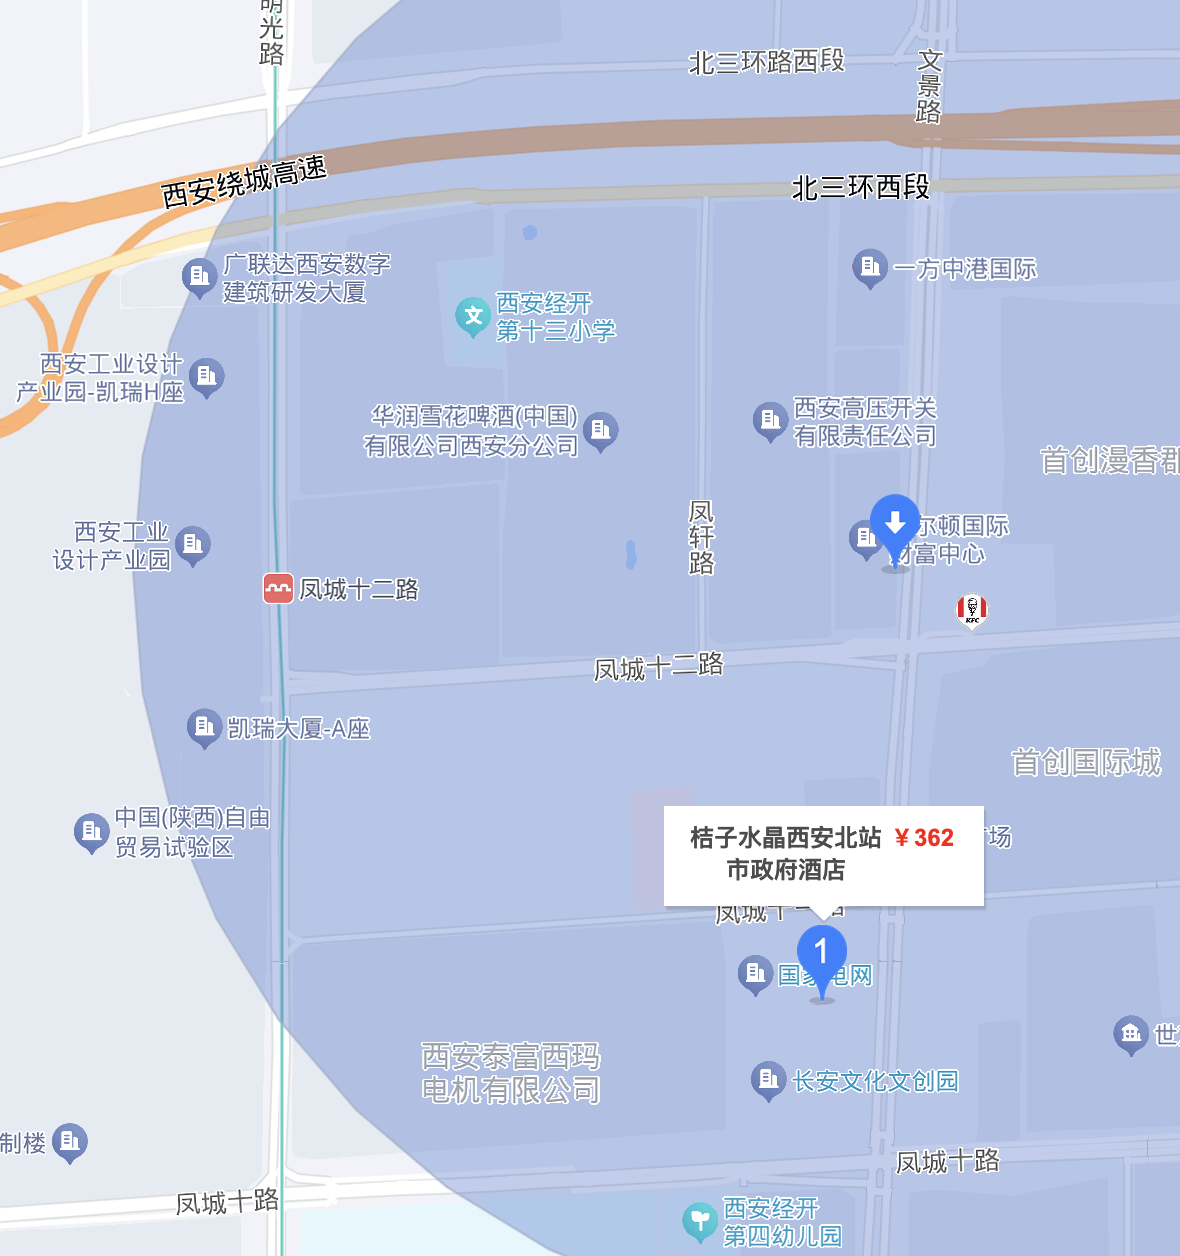 明光路
北三环路西段
文景路
西安绕城高速
北三环西段
广联达西安数字
建筑研发大厦
一方中港国际
文
西安经开
第十三小学
西安工业设计
产业园-凯瑞H座
华润雪花啤酒(中国)
有限公司西安分公司
西安高压开关
有限责任公司
首创漫香郡
凤轩路
西安工业
设计产业园
尔顿国际
财富中心
凤城十二路
KFC
凤城十二路
凯瑞大厦-A座
首创国际城
中国(陕西)自由
贸易试验区
桔子水晶西安北站 ￥362
市政府酒店
场
凤城十
1
国家电网
西安泰富西玛
电机有限公司
世
长安文化文创园
制楼
凤城十路
凤城十路
西安经开
第四幼儿园